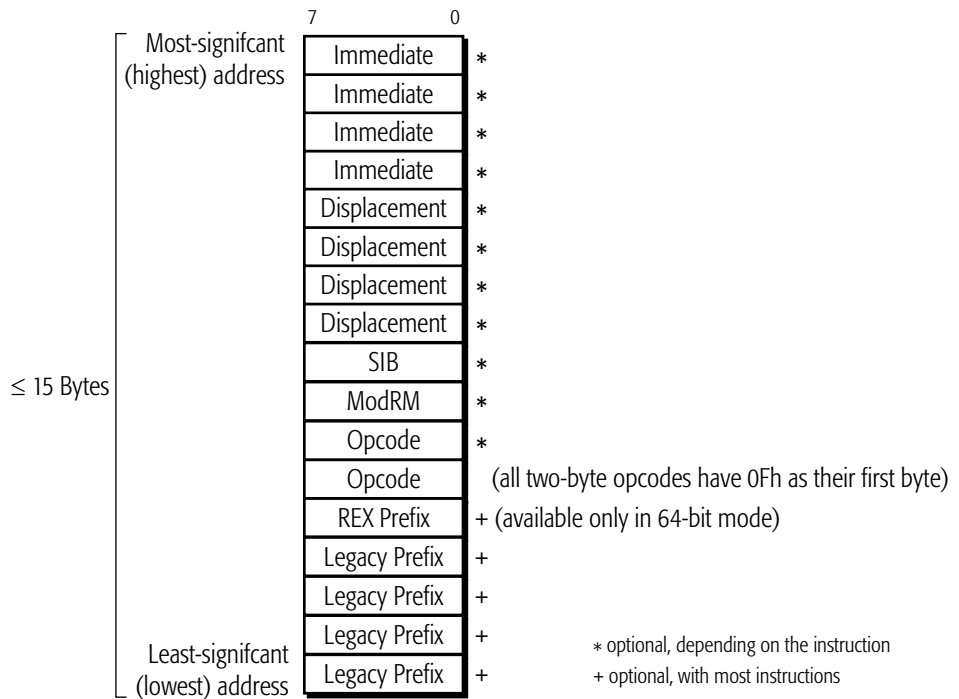 7 0
Most-signifcant
(highest) address
Immediate *
Immediate *
Immediate *
Immediate *
Displacement *
Displacement *
Displacement *
Displacement *
SIB *
≤ 15 Bytes
ModRM *
Opcode *
Opcode (all two-byte opcodes have 0Fh as their first byte)
REX Prefix + (available only in 64-bit mode)
Legacy Prefix +
Legacy Prefix +
Legacy Prefix +
Legacy Prefix +
Least-signifcant
(lowest) address
* optional, depending on the instruction
+ optional, with most instructions